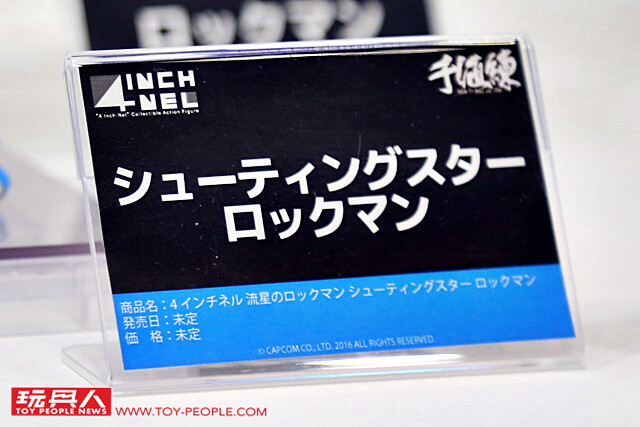 ロックマン
4INCH-NEL
"4 Inch-Nel" Collectible Action Figure
千値練
シューティングスター
ロックマン
商品名：4 インチネル 流星のロックマン シューティングスター ロックマン
発売日：未定
価　格：未定
© CAPCOM CO., LTD. 2016 ALL RIGHTS RESERVED.
玩具人
TOY PEOPLE NEWS
WWW.TOY-PEOPLE.COM